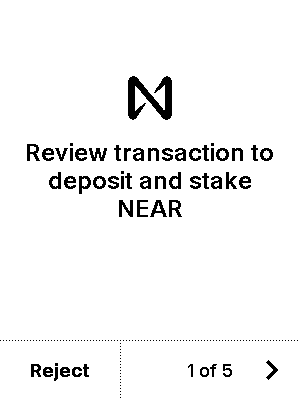 Review transaction to
deposit and stake
NEAR
Reject
1 of 5